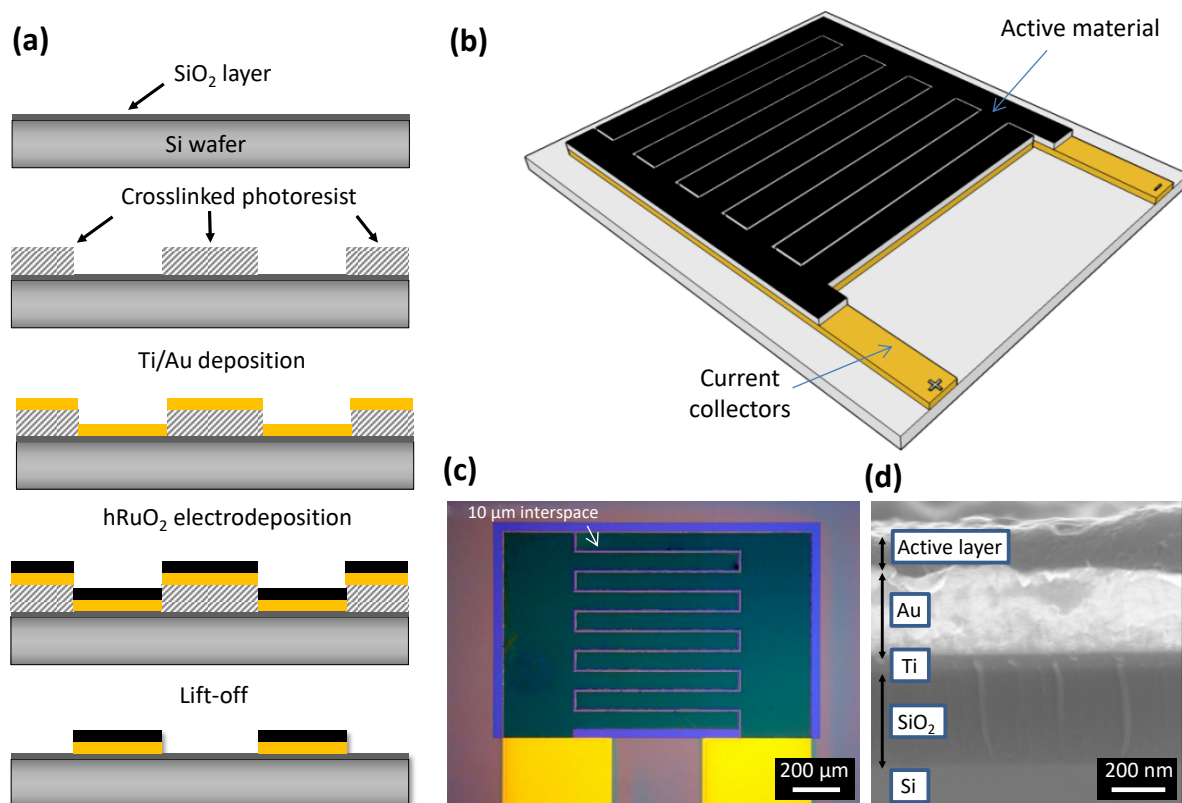 (a)
SiO₂ layer
Si wafer
Crosslinked photoresist
Ti/Au deposition
hRuO₂ electrodeposition
Lift-off
(b)
Active material
-
+
Current
collectors
(c)
10 µm interspace
200 µm
(d)
Active layer
Au
Ti
SiO₂
Si
200 nm